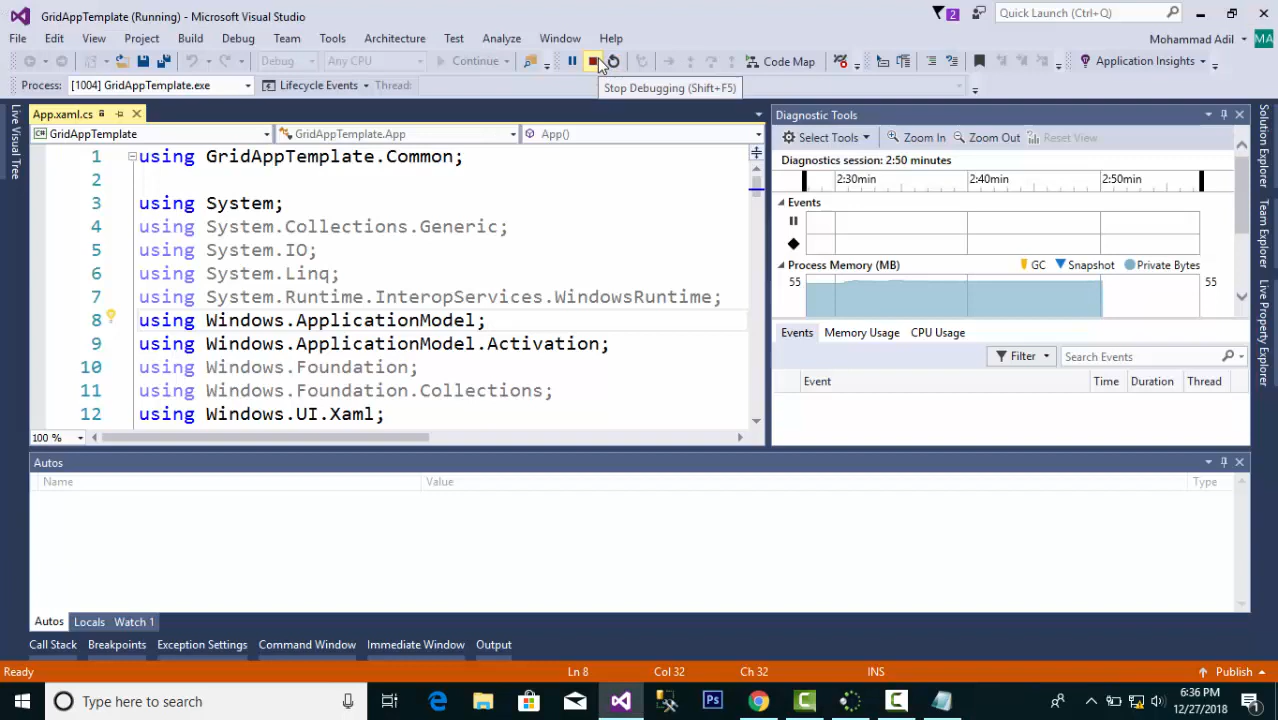 GridAppTemplate (Running) - Microsoft Visual Studio
2
Quick Launch (Ctrl+Q)
File Edit View Project Build Debug Team Tools Architecture Test Analyze Window Help
Mohammad Adil MA
Debug Any CPU Continue Code Map Application Insights
Process: [1004] GridAppTemplate.exe Lifecycle Events Thread:
Stop Debugging (Shift+F5)
Live Visual Tree
App.xaml.cs
GridAppTemplate GridAppTemplate.App App()
1 using GridAppTemplate.Common;
2
3 using System;
4 using System.Collections.Generic;
5 using System.IO;
6 using System.Linq;
7 using System.Runtime.InteropServices.WindowsRuntime;
8 using Windows.ApplicationModel;
9 using Windows.ApplicationModel.Activation;
10 using Windows.Foundation;
11 using Windows.Foundation.Collections;
12 using Windows.UI.Xaml;
100 %
Diagnostic Tools
Select Tools Zoom In Zoom Out Reset View
Diagnostics session: 2:50 minutes
2:30min 2:40min 2:50min
Events
Process Memory (MB) GC Snapshot Private Bytes
55 55
Events Memory Usage CPU Usage
Filter Search Events
Event Time Duration Thread
Solution Explorer
Team Explorer
Live Property Explorer
Autos
Name Value Type
Autos Locals Watch 1
Call Stack Breakpoints Exception Settings Command Window Immediate Window Output
Ready Ln 8 Col 32 Ch 32 INS Publish
Type here to search
6:36 PM
12/27/2018
1